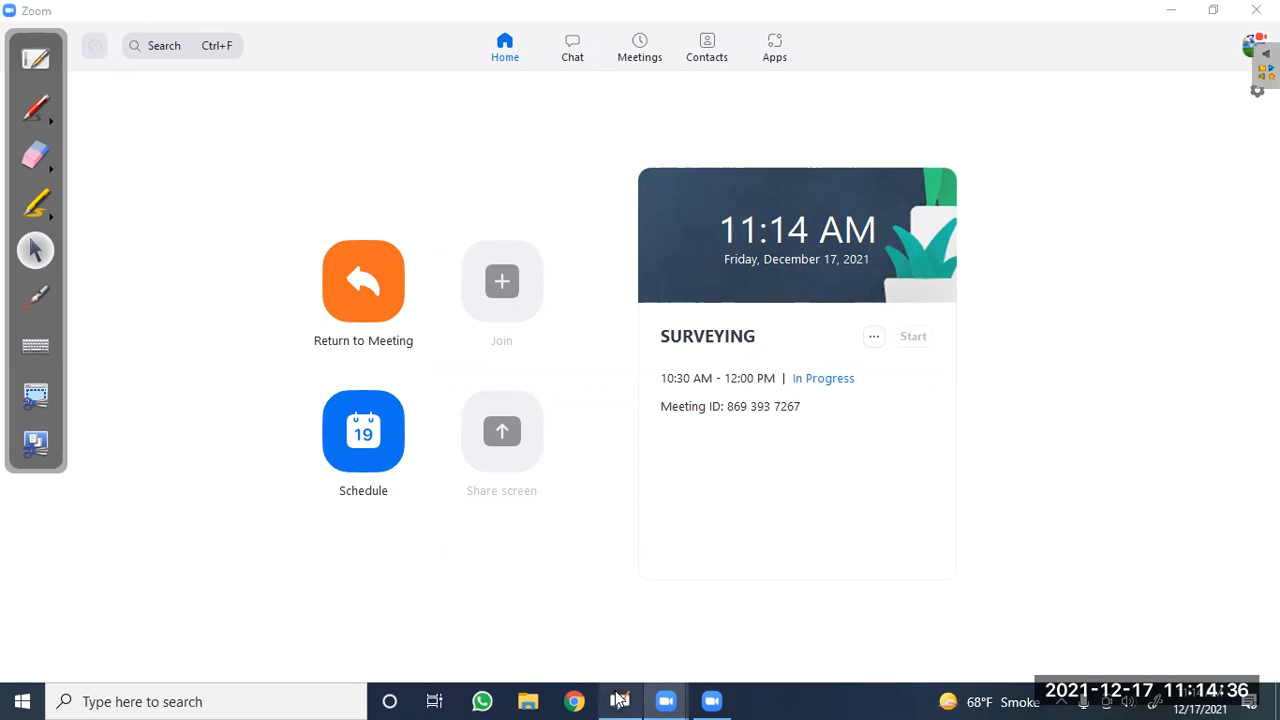 Zoom
Search Ctrl+F
Home
Chat
Meetings
Contacts
Apps
11:14 AM
Friday, December 17, 2021
Return to Meeting
Join
19
Schedule
Share screen
SURVEYING
Start
10:30 AM - 12:00 PM | In Progress
Meeting ID: 869 393 7267
Type here to search
68°F Smoke
2021-12-17 11:14:36
12/17/2021